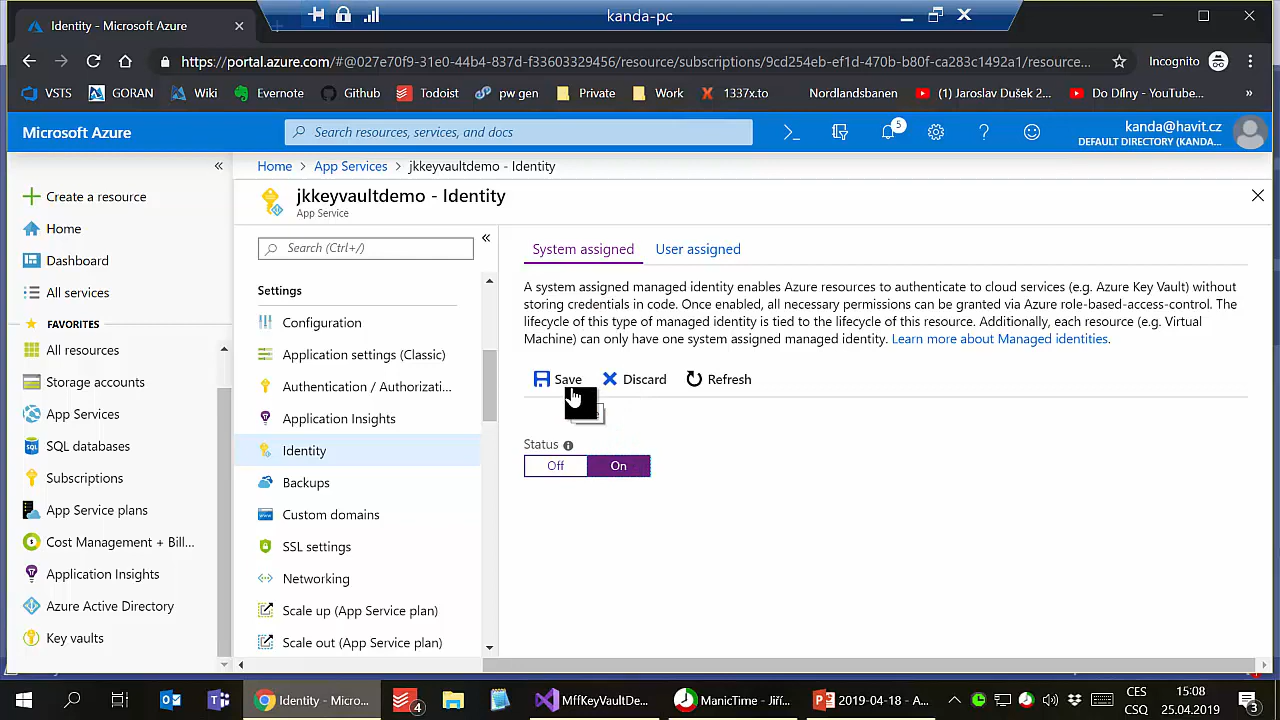 Identity - Microsoft Azure
kanda-pc
https://portal.azure.com/#@027e70f9-31e0-44b4-837d-f33603329456/resource/subscriptions/9cd254eb-ef1d-470b-b80f-ca283c1492a1/resource...
Incognito
VSTS
GORAN
Wiki
Evernote
Github
Todoist
pw gen
Private
Work
1337x.to
Nordlandsbanen
(1) Jaroslav Dušek 2...
Do Dílny - YouTube...
»
Microsoft Azure
Search resources, services, and docs
5
kanda@havit.cz
DEFAULT DIRECTORY (KANDA...
Home > App Services > jkkeyvaultdemo - Identity
jkkeyvaultdemo - Identity
App Service
Create a resource
Home
Dashboard
All services
FAVORITES
All resources
Storage accounts
App Services
SQL databases
Subscriptions
App Service plans
Cost Management + Bill...
Application Insights
Azure Active Directory
Key vaults
Search (Ctrl+/)
Settings
Configuration
Application settings (Classic)
Authentication / Authorizati...
Application Insights
Identity
Backups
Custom domains
SSL settings
Networking
Scale up (App Service plan)
Scale out (App Service plan)
System assigned
User assigned
A system assigned managed identity enables Azure resources to authenticate to cloud services (e.g. Azure Key Vault) without
storing credentials in code. Once enabled, all necessary permissions can be granted via Azure role-based-access-control. The
lifecycle of this type of managed identity is tied to the lifecycle of this resource. Additionally, each resource (e.g. Virtual
Machine) can only have one system assigned managed identity. Learn more about Managed identities.
Save
Discard
Refresh
Status
Off
On
Identity - Micro...
4
MffKeyVaultDe...
ManicTime - Jiří...
2019-04-18 - A...
CES
CSQ
15:08
25.04.2019
3